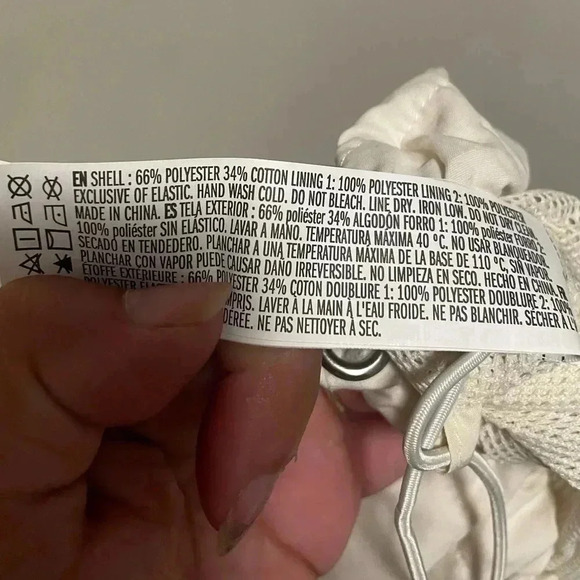 EN SHELL : 66% POLYESTER 34% COTTON LINING 1: 100% POLYESTER LINING 2: 100% POLYESTER
EXCLUSIVE OF ELASTIC. HAND WASH COLD. DO NOT BLEACH. LINE DRY. IRON LOW. DO NOT DRY CLEAN
MADE IN CHINA. ES TELA EXTERIOR : 66% poliéster 34% ALGODÓN FORRO 1: 100% poliéster FORRO 2:
100% poliéster SIN ELÁSTICO. LAVAR A MANO. TEMPERATURA MÁXIMA 40 °C. NO USAR BLANQUEADOR
SECADO EN TENDEDERO. PLANCHAR A UNA TEMPERATURA MÁXIMA DE LA BASE DE 110 °C, SIN VAPOR
PLANCHAR CON VAPOR PUEDE CAUSAR DAÑO IRREVERSIBLE. NO LIMPIEZA EN SECO. HECHO EN CHINA.
ÉTOFFE EXTÉRIEURE : 66% POLYESTER 34% COTON DOUBLURE 1: 100% POLYESTER DOUBLURE 2: 100%
LAVER À LA MAIN À L'EAU FROIDE. NE PAS BLANCHIR. SÉCHER À L
NE PAS NETTOYER À SEC.